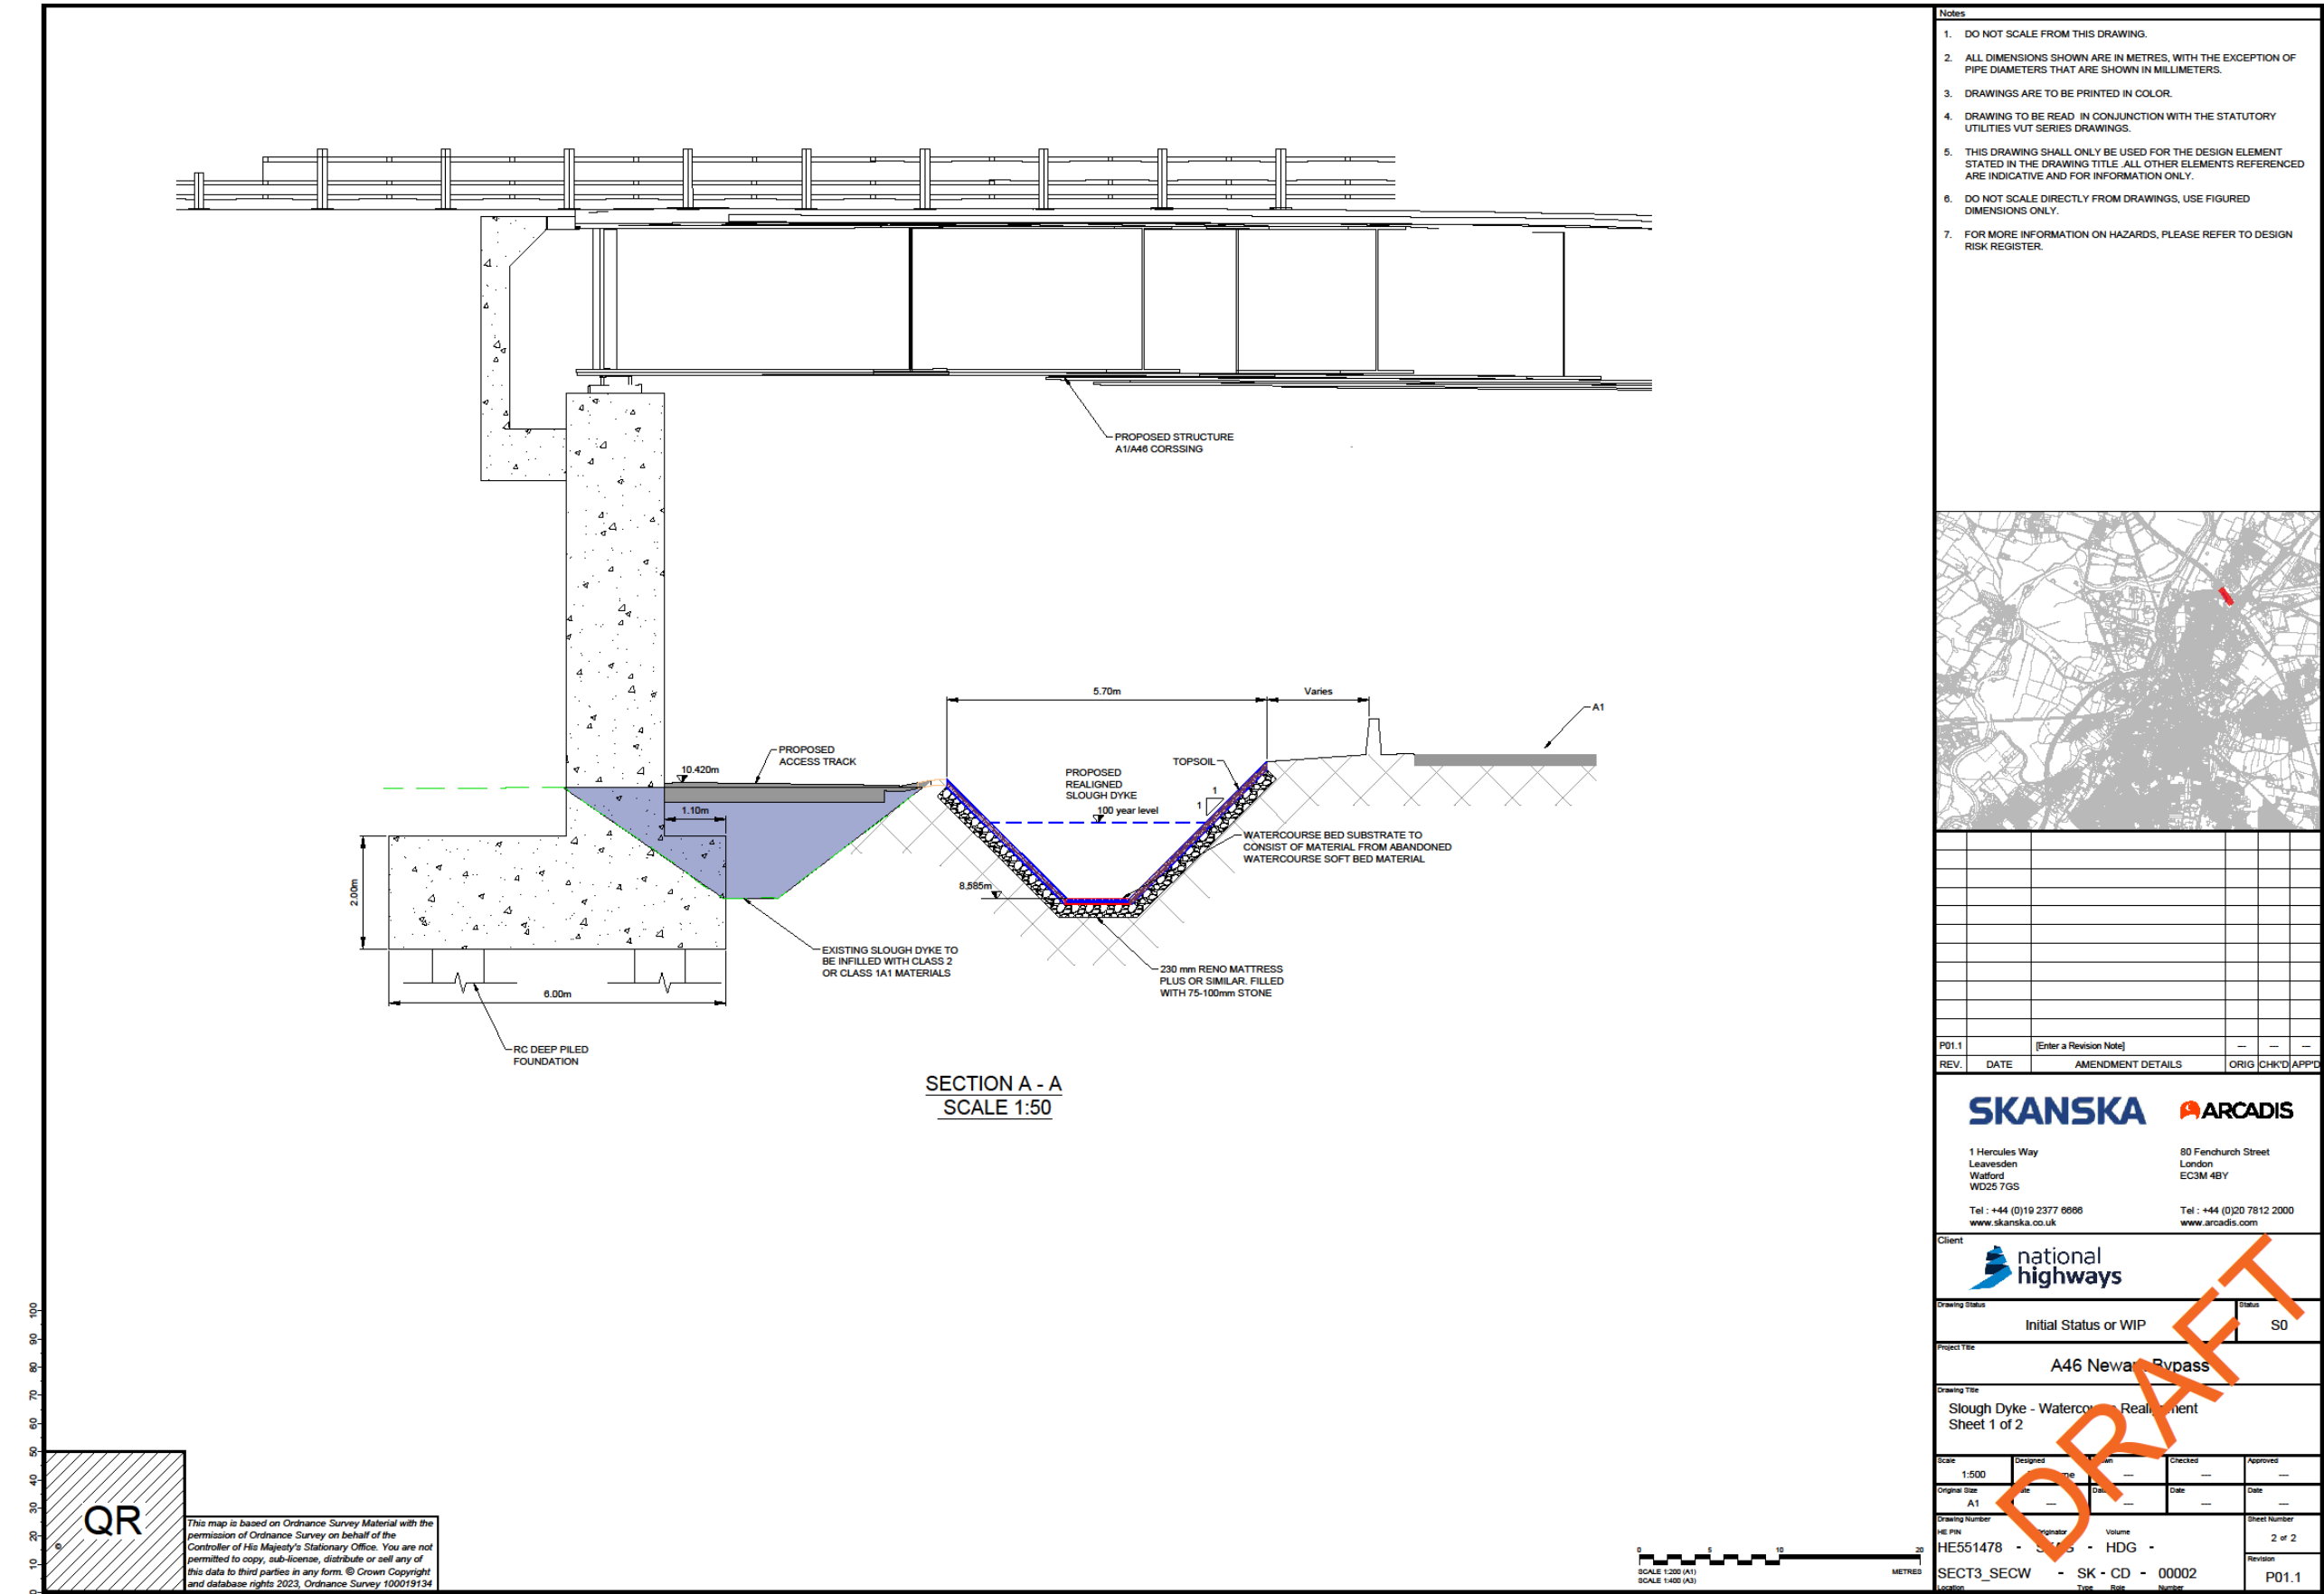 PROPOSED STRUCTURE
A1/A46 CORSSING
5.70m
Varies
A1
PROPOSED
ACCESS TRACK
10.420m
1.10m
TOPSOIL
PROPOSED
REALIGNED
SLOUGH DYKE
100 year level
1
1
WATERCOURSE BED SUBSTRATE TO
CONSIST OF MATERIAL FROM ABANDONED
WATERCOURSE SOFT BED MATERIAL
8.585m
2.00m
EXISTING SLOUGH DYKE TO
BE INFILLED WITH CLASS 2
OR CLASS 1A1 MATERIALS
230 mm RENO MATTRESS
PLUS OR SIMILAR. FILLED
WITH 75-100mm STONE
6.00m
RC DEEP PILED
FOUNDATION
SECTION A - A
SCALE 1:50
100
90
80
70
60
50
40
30
20
10
0
QR
©
This map is based on Ordnance Survey Material with the
permission of Ordnance Survey on behalf of the
Controller of His Majesty's Stationary Office. You are not
permitted to copy, sub-license, distribute or sell any of
this data to third parties in any form. © Crown Copyright
and database rights 2023, Ordnance Survey 100019134
0 5 10 20
SCALE 1:200 (A1) METRES
SCALE 1:400 (A3)
Notes
1. DO NOT SCALE FROM THIS DRAWING.
2. ALL DIMENSIONS SHOWN ARE IN METRES, WITH THE EXCEPTION OF
PIPE DIAMETERS THAT ARE SHOWN IN MILLIMETERS.
3. DRAWINGS ARE TO BE PRINTED IN COLOR.
4. DRAWING TO BE READ IN CONJUNCTION WITH THE STATUTORY
UTILITIES VUT SERIES DRAWINGS.
5. THIS DRAWING SHALL ONLY BE USED FOR THE DESIGN ELEMENT
STATED IN THE DRAWING TITLE .ALL OTHER ELEMENTS REFERENCED
ARE INDICATIVE AND FOR INFORMATION ONLY.
6. DO NOT SCALE DIRECTLY FROM DRAWINGS, USE FIGURED
DIMENSIONS ONLY.
7. FOR MORE INFORMATION ON HAZARDS, PLEASE REFER TO DESIGN
RISK REGISTER.
P01.1 [Enter a Revision Note] --- --- ---
REV. DATE AMENDMENT DETAILS ORIG CHK'D APP'D
SKANSKA
ARCADIS
1 Hercules Way
Leavesden
Watford
WD25 7GS
Tel : +44 (0)19 2377 6666
www.skanska.co.uk
80 Fenchurch Street
London
EC3M 4BY
Tel : +44 (0)20 7812 2000
www.arcadis.com
Client
national
highways
Drawing Status
Initial Status or WIP
Status
S0
Project Title
A46 Newark Bypass
Drawing Title
Slough Dyke - Watercourse Realignment
Sheet 1 of 2
DRAFT
Scale Designed Checked Approved
1:500 --- --- ---
Original Size Date Date Date
A1 --- --- --- ---
Drawing Number
HE PIN Originator Volume
HE551478 - - HDG -
SECT3_SECW - SK - CD - 00002
Location Type Role Number
Sheet Number
2 of 2
Revision
P01.1